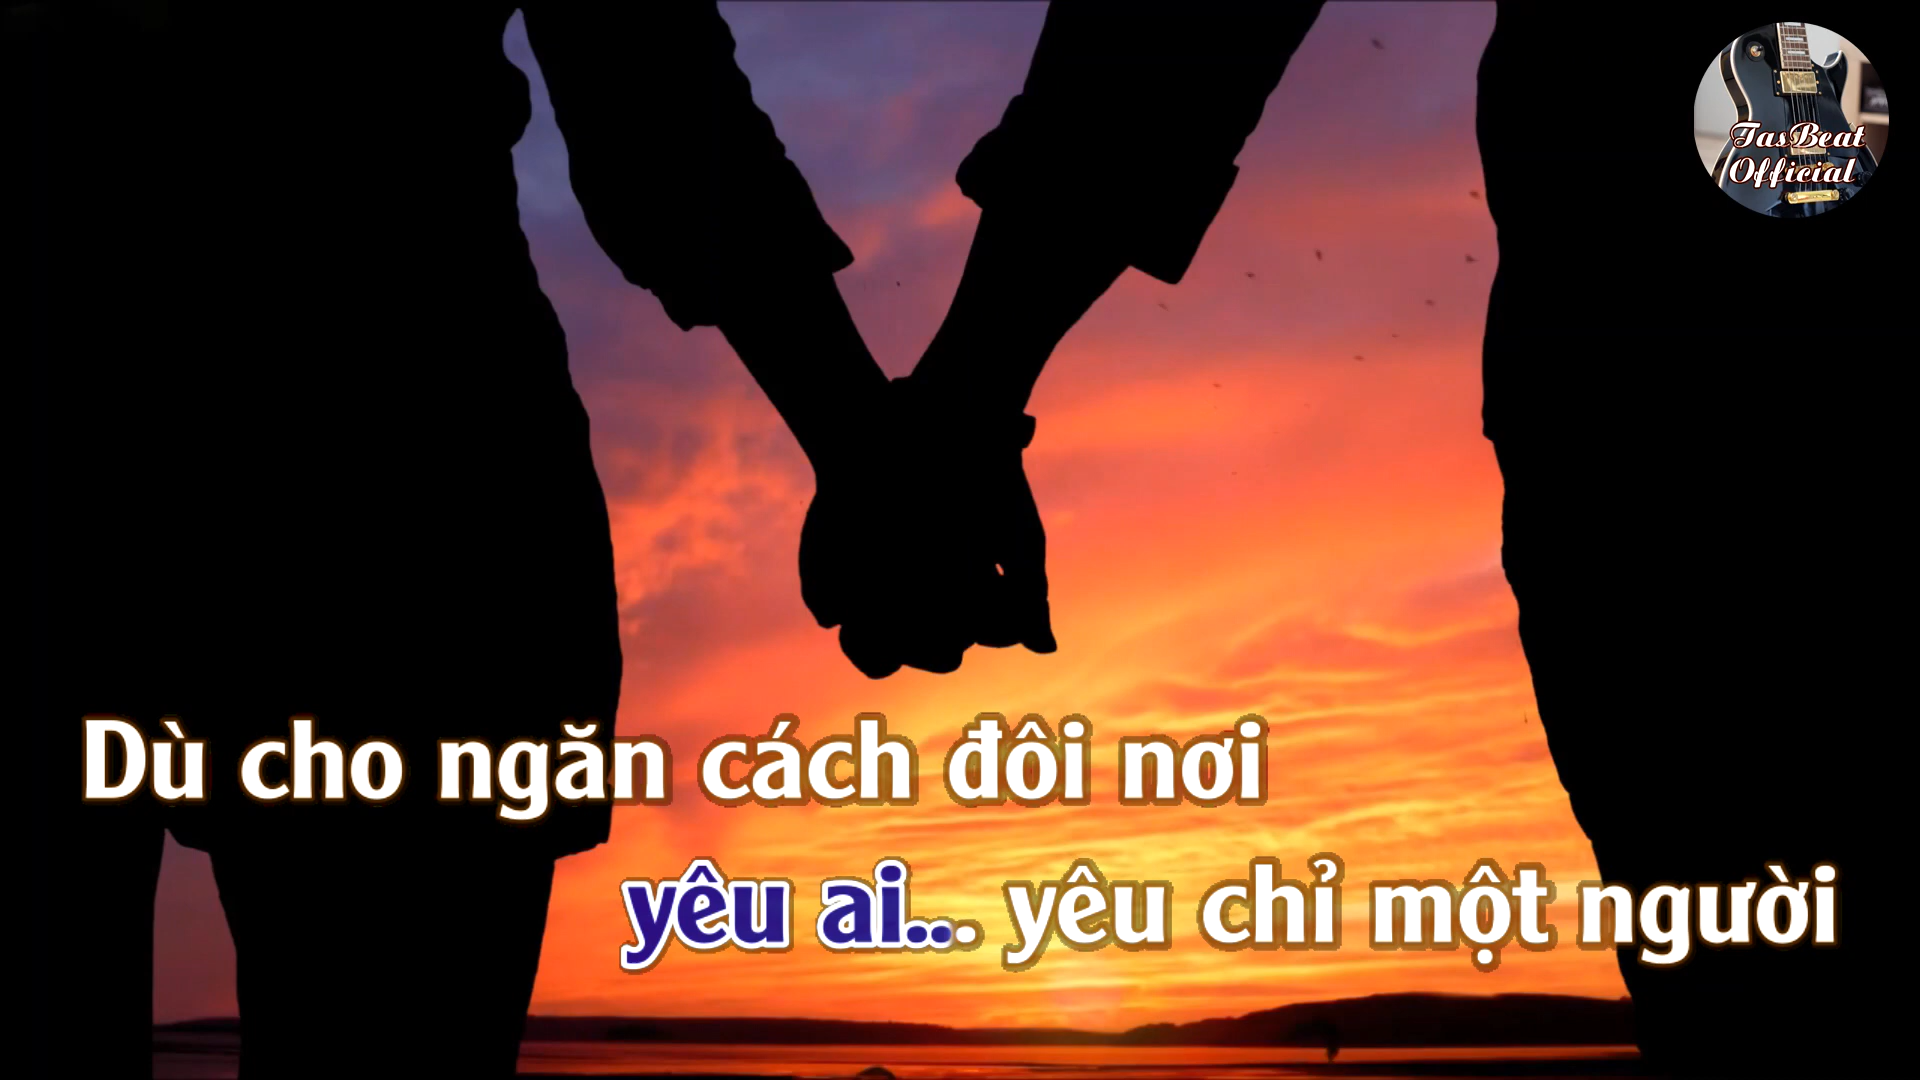 TasBeat
Official
Dù cho ngăn cách đôi nơi
yêu ai... yêu chỉ một người